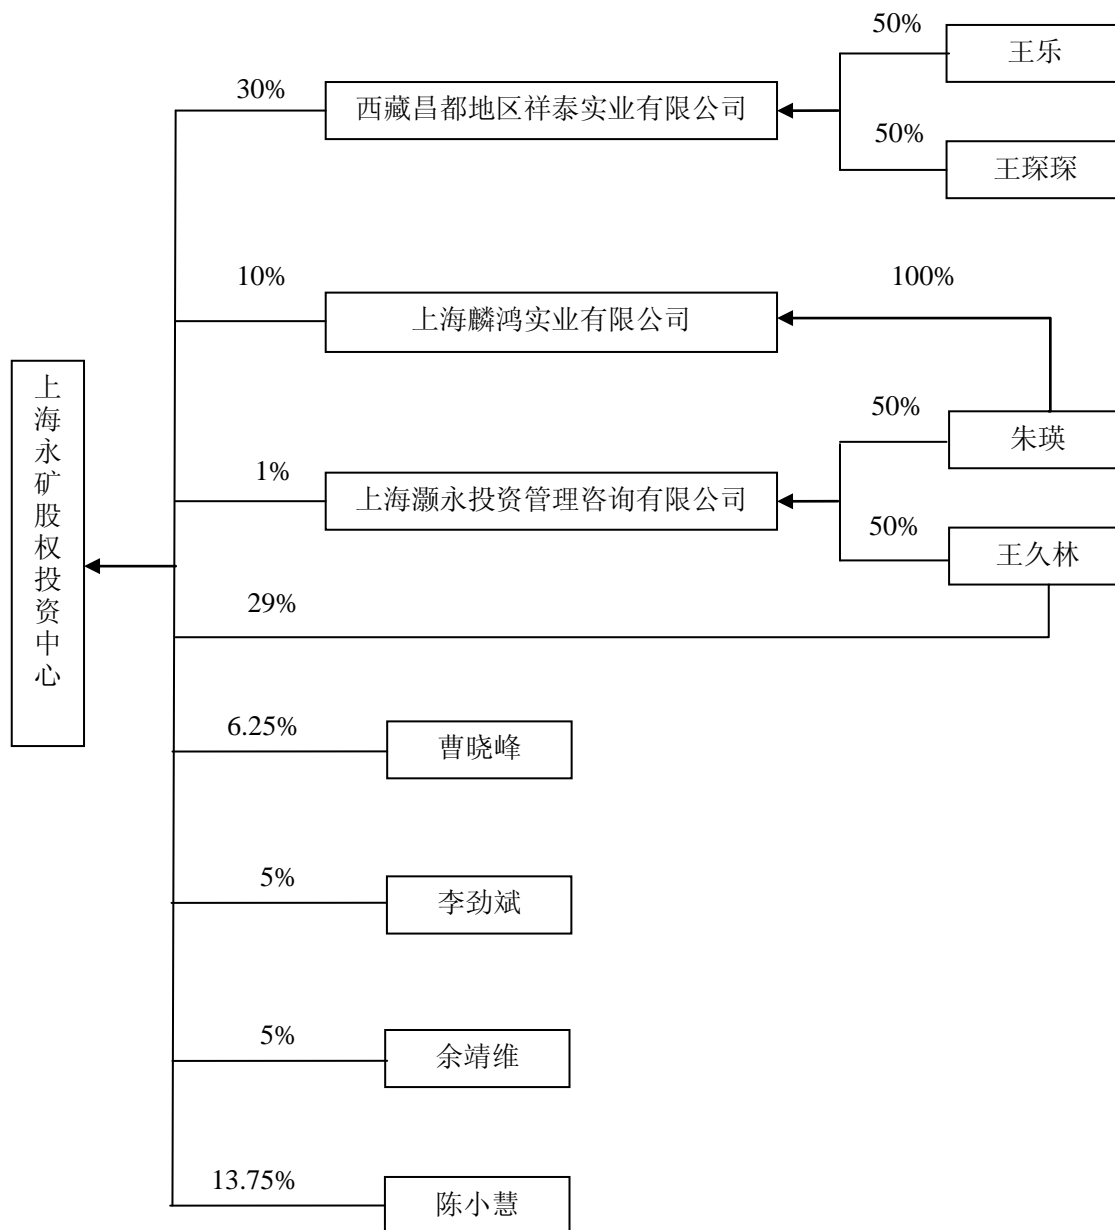 50%
王乐
30%
西藏昌都地区祥泰实业有限公司
50%
王琛琛
10%
100%
上海麟鸿实业有限公司
上海永矿股权投资中心
50%
朱瑛
1%
上海灏永投资管理咨询有限公司
50%
王久林
29%
6.25%
曹晓峰
5%
李劲斌
5%
余靖维
13.75%
陈小慧